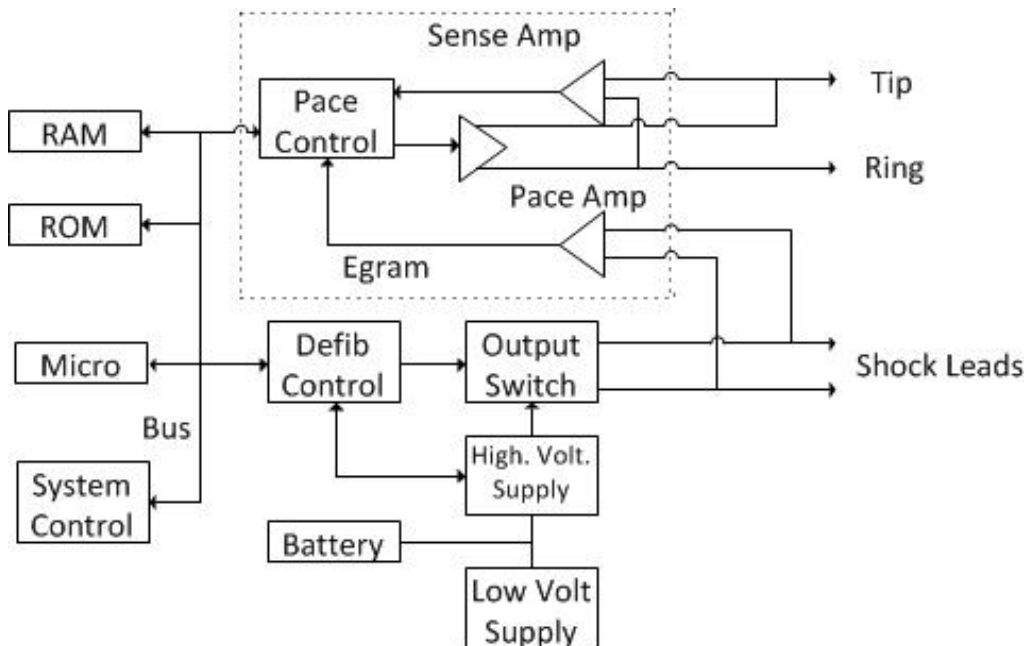 Sense Amp
Pace
Control
Tip
RAM
Ring
ROM
Pace Amp
Egram
Defib
Control
Output
Switch
Micro
Shock Leads
Bus
High. Volt.
Supply
System
Control
Battery
Low Volt
Supply